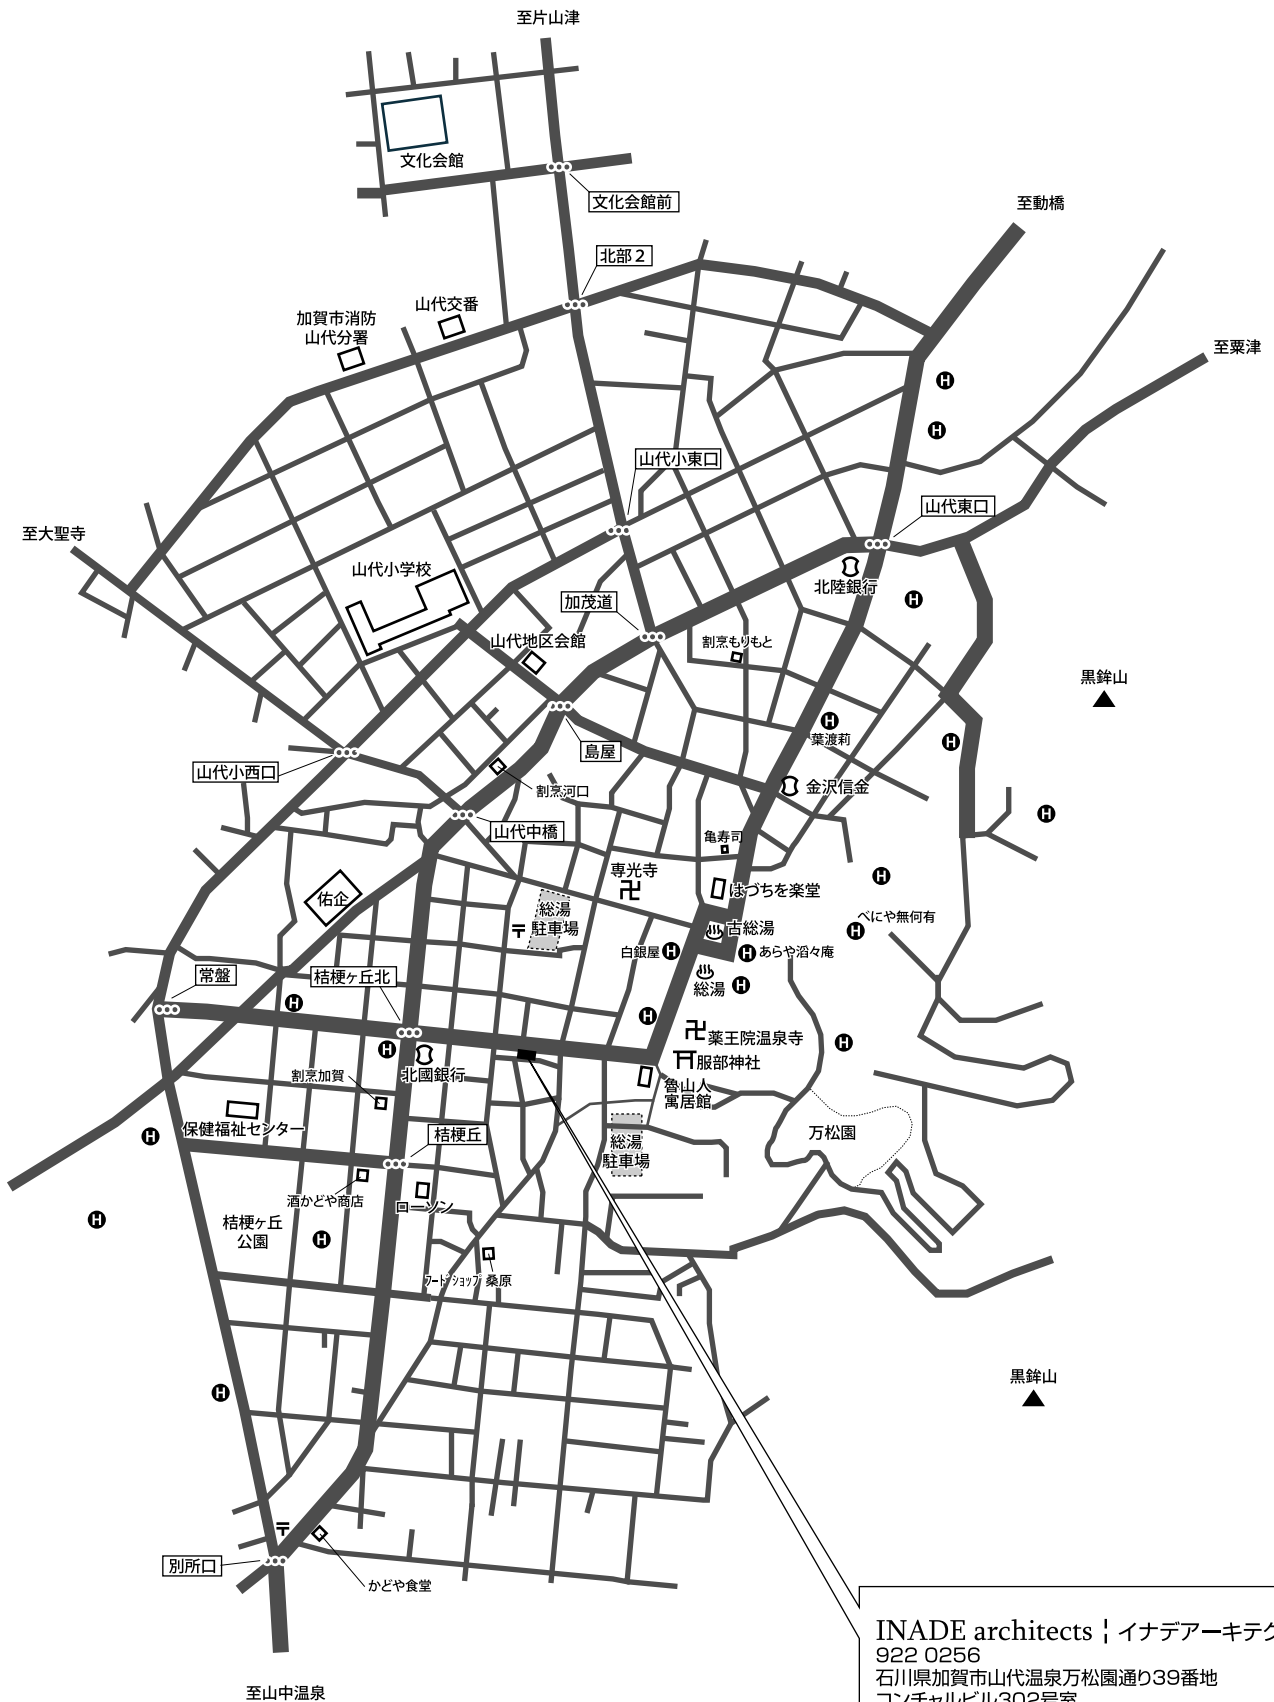 至片山津
文化会館
文化会館前
至動橋
北部２
山代交番
加賀市消防
山代分署
至粟津
山代小東口
山代東口
至大聖寺
山代小学校
北陸銀行
加茂道
山代地区会館
割烹もりもと
黒鉾山
葉渡莉
島屋
山代小西口
金沢信金
割烹河口
山代中橋
亀寿司
専光寺
はづちを楽堂
佑企
総湯
駐車場
〒
べにや無何有
古総湯
白銀屋
あらや滔々庵
常盤
桔梗ヶ丘北
総湯
薬王院温泉寺
服部神社
北國銀行
割烹加賀
魯山人
寓居館
保健福祉センター
桔梗丘
万松園
総湯
駐車場
酒かどや商店
ローソン
桔梗ヶ丘
公園
ﾌｰﾄﾞｼｮｯﾌﾟ桑原
黒鉾山
〒
別所口
かどや食堂
INADE architects ¦ イナデアーキテク
922 0256
石川県加賀市山代温泉万松園通り39番地
コンチャルビル302号室
至山中温泉